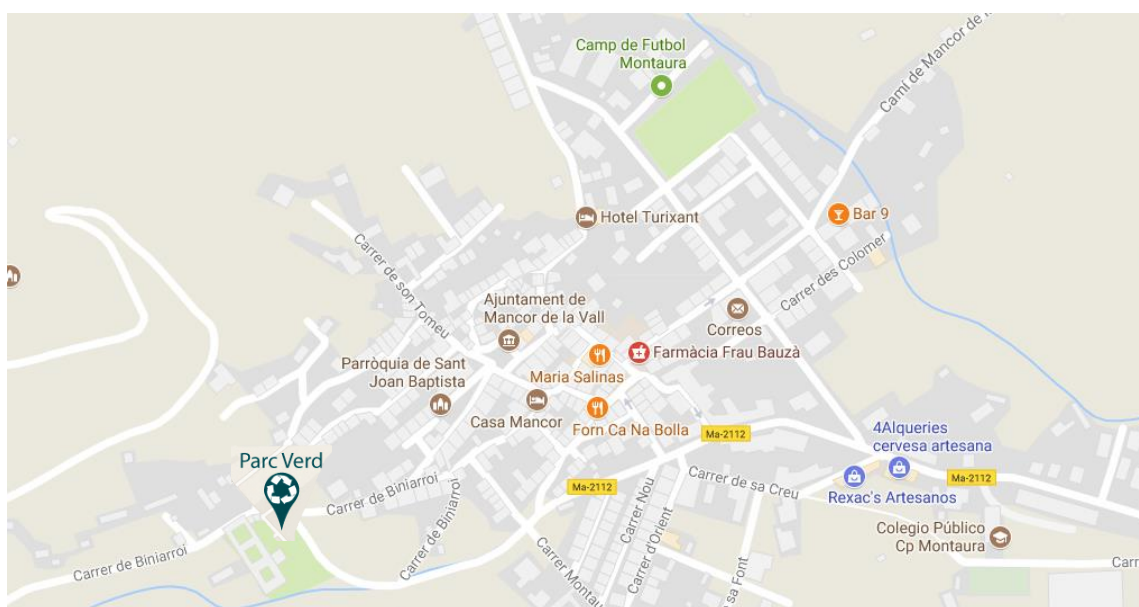 Camp de Futbol
Montaura
Camí de Mancor de
Hotel Turixant
Bar 9
Carrer de son Tomeu
Carrer des Colomer
Ajuntament de
Mancor de la Vall
Correos
Farmàcia Frau Bauzà
Parròquia de Sant
Joan Baptista
Maria Salinas
Casa Mancor
Forn Ca Na Bolla
Ma-2112
4Alqueries
cervesa artesana
Parc Verd
Carrer de sa Creu
Ma-2112
Ma-2112
Rexac's Artesanos
Carrer de Biniarroi
Carrer Nou
Carrer d'Orient
Colegio Público
Cp Montaura
Carrer de Biniarroi
Carrer de Biniarroi
Carrer Montau
Carrer de sa Font
Carr